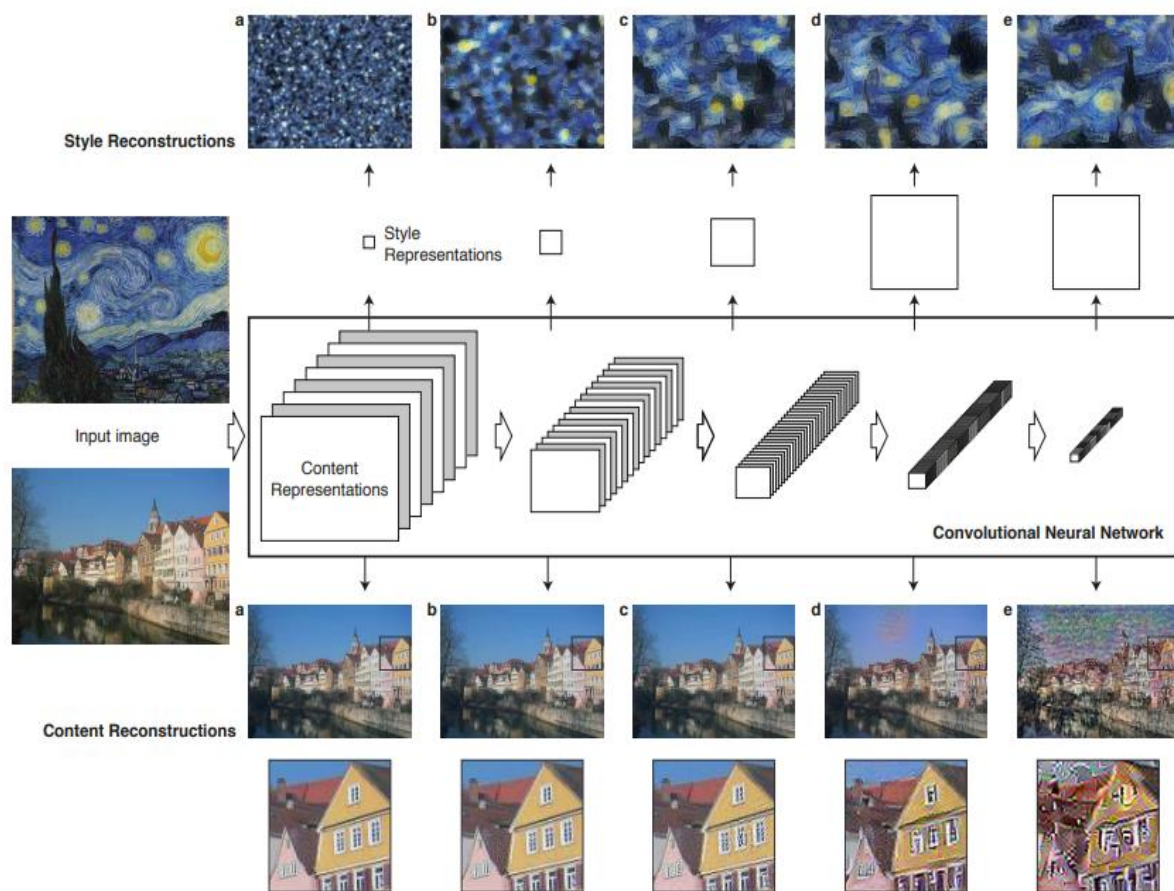 a
b
c
d
e
Style Reconstructions
Style
Representations
Input image
Content
Representations
Convolutional Neural Network
a
b
c
d
e
Content Reconstructions